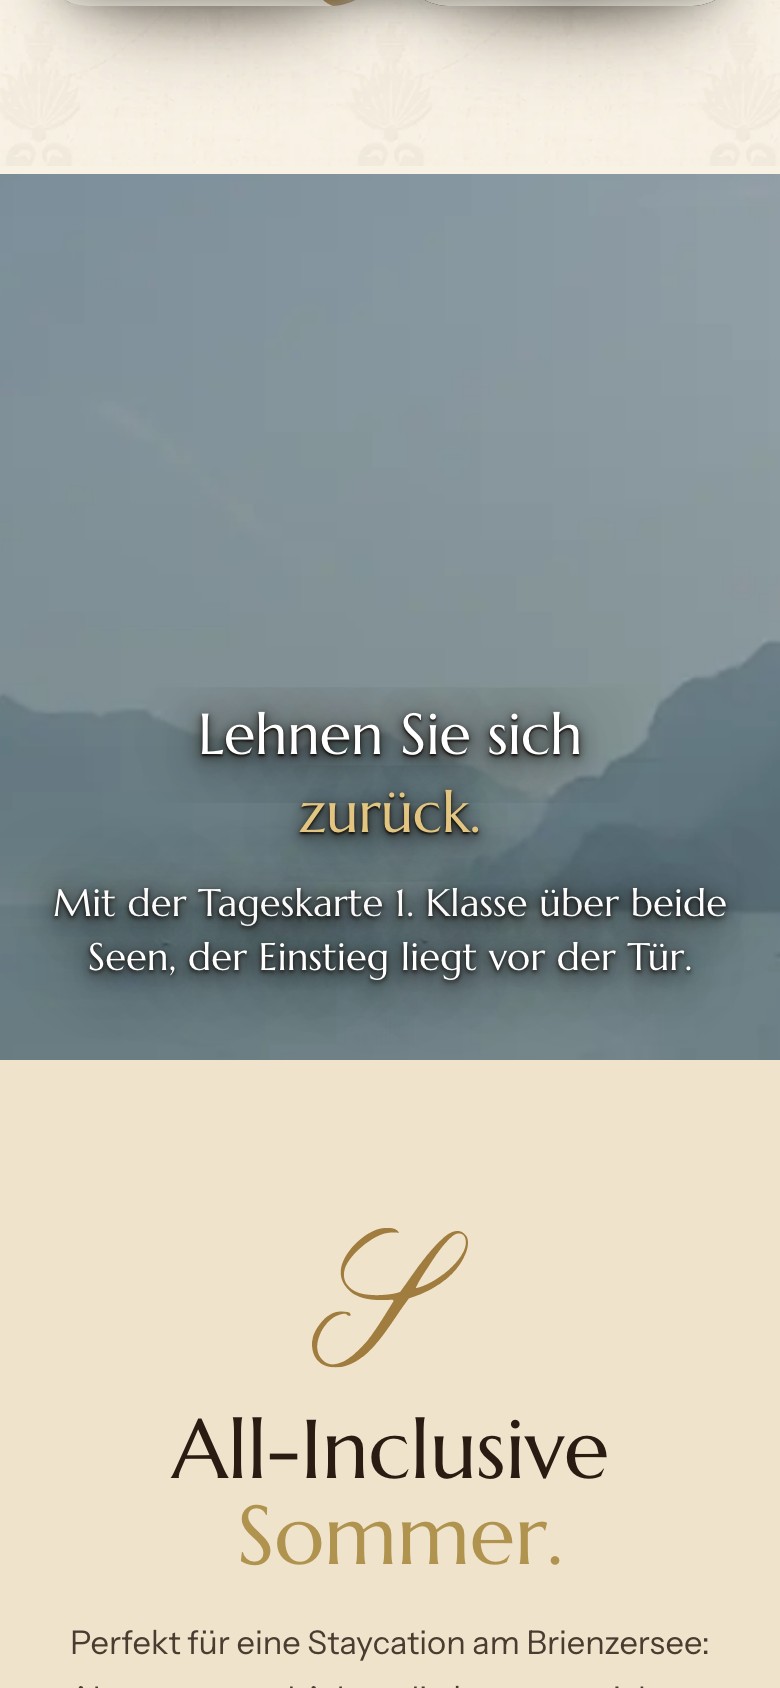 Lehnen Sie sich
zurück.
Mit der Tageskarte 1. Klasse über beide
Seen, der Einstieg liegt vor der Tür.
S
All-Inclusive
Sommer.
Perfekt für eine Staycation am Brienzersee: